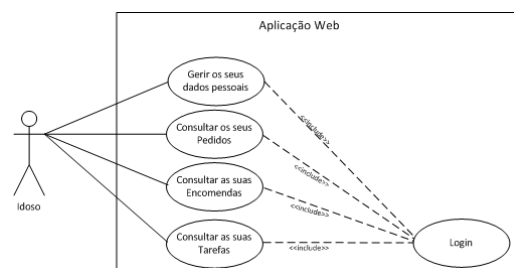 Aplicação Web
Gerir os seus
dados pessoais
<<include>>
Consultar os seus
Pedidos
<<include>>
Consultar as suas
Encomendas
<<include>>
Idoso
Consultar as suas
Tarefas
<<include>>
Login